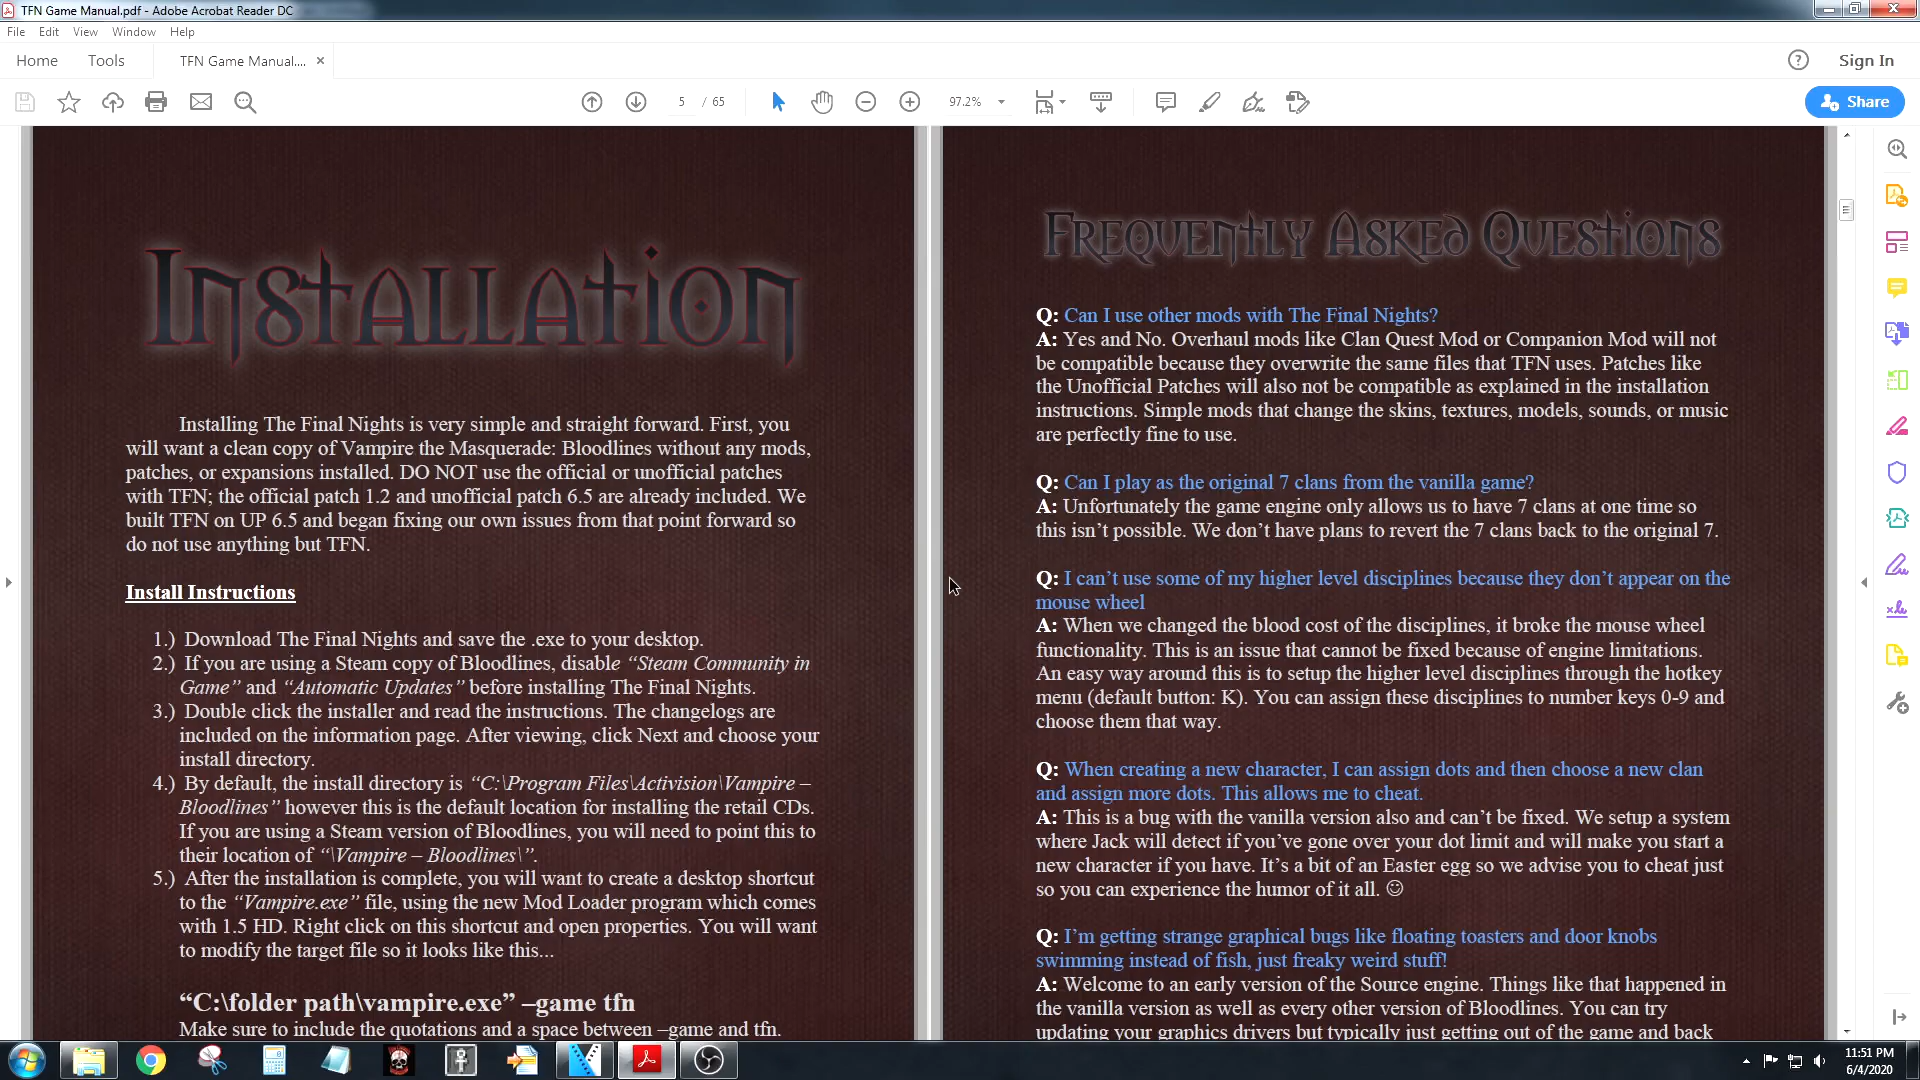 TFN Game Manual.pdf - Adobe Acrobat Reader DC
File Edit View Window Help
Home Tools TFN Game Manual.... × Sign In
5 / 65 97.2% Share
Installation
Installing The Final Nights is very simple and straight forward. First, you
will want a clean copy of Vampire the Masquerade: Bloodlines without any mods,
patches, or expansions installed. DO NOT use the official or unofficial patches
with TFN; the official patch 1.2 and unofficial patch 6.5 are already included. We
built TFN on UP 6.5 and began fixing our own issues from that point forward so
do not use anything but TFN.
Install Instructions
1.) Download The Final Nights and save the .exe to your desktop.
2.) If you are using a Steam copy of Bloodlines, disable “Steam Community in
Game” and “Automatic Updates” before installing The Final Nights.
3.) Double click the installer and read the instructions. The changelogs are
included on the information page. After viewing, click Next and choose your
install directory.
4.) By default, the install directory is “C:\Program Files\Activision\Vampire –
Bloodlines” however this is the default location for installing the retail CDs.
If you are using a Steam version of Bloodlines, you will need to point this to
their location of “\Vampire – Bloodlines\”.
5.) After the installation is complete, you will want to create a desktop shortcut
to the “Vampire.exe” file, using the new Mod Loader program which comes
with 1.5 HD. Right click on this shortcut and open properties. You will want
to modify the target file so it looks like this...
“C:\folder path\vampire.exe” –game tfn
Make sure to include the quotations and a space between –game and tfn.
Frequently Asked Questions
Q: Can I use other mods with The Final Nights?
A: Yes and No. Overhaul mods like Clan Quest Mod or Companion Mod will not
be compatible because they overwrite the same files that TFN uses. Patches like
the Unofficial Patches will also not be compatible as explained in the installation
instructions. Simple mods that change the skins, textures, models, sounds, or music
are perfectly fine to use.
Q: Can I play as the original 7 clans from the vanilla game?
A: Unfortunately the game engine only allows us to have 7 clans at one time so
this isn’t possible. We don’t have plans to revert the 7 clans back to the original 7.
Q: I can’t use some of my higher level disciplines because they don’t appear on the
mouse wheel
A: When we changed the blood cost of the disciplines, it broke the mouse wheel
functionality. This is an issue that cannot be fixed because of engine limitations.
An easy way around this is to setup the higher level disciplines through the hotkey
menu (default button: K). You can assign these disciplines to number keys 0-9 and
choose them that way.
Q: When creating a new character, I can assign dots and then choose a new clan
and assign more dots. This allows me to cheat.
A: This is a bug with the vanilla version also and can’t be fixed. We setup a system
where Jack will detect if you’ve gone over your dot limit and will make you start a
new character if you have. It’s a bit of an Easter egg so we advise you to cheat just
so you can experience the humor of it all. ☺
Q: I’m getting strange graphical bugs like floating toasters and door knobs
swimming instead of fish, just freaky weird stuff!
A: Welcome to an early version of the Source engine. Things like that happened in
the vanilla version as well as every other version of Bloodlines. You can try
updating your graphics drivers but typically just getting out of the game and back
11:51 PM
6/4/2020